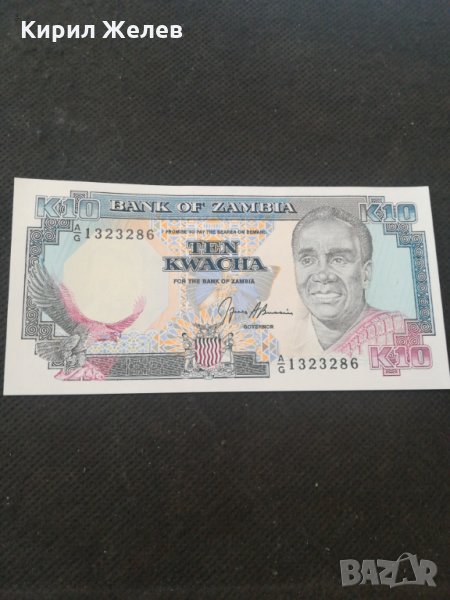 Кирил Желев
BANK OF ZAMBIA
K10
K10
A/G 1323286
I PROMISE TO PAY THE BEARER ON DEMAND
TEN
KWACHA
FOR THE BANK OF ZAMBIA
GOVERNOR
A/G 1323286
K10
BAZAR